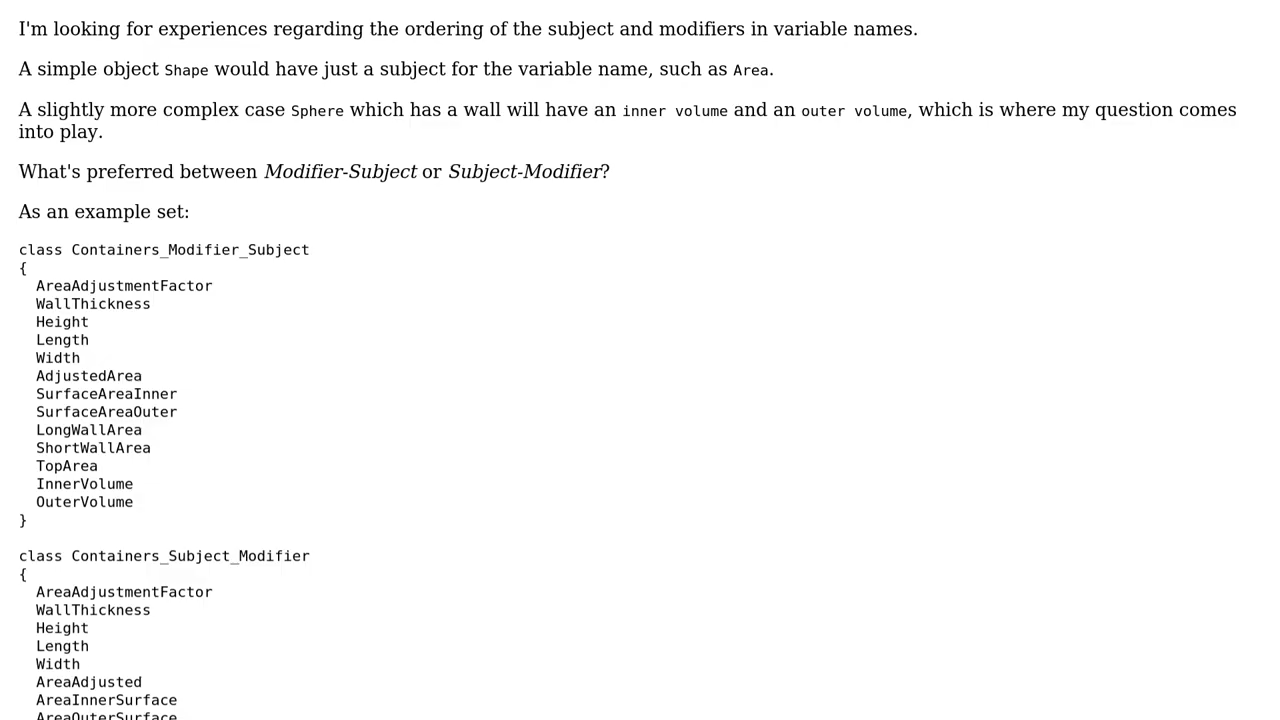 I'm looking for experiences regarding the ordering of the subject and modifiers in variable names.
A simple object Shape would have just a subject for the variable name, such as Area.
A slightly more complex case Sphere which has a wall will have an inner volume and an outer volume, which is where my question comes
into play.
What's preferred between Modifier-Subject or Subject-Modifier?
As an example set:
class Containers_Modifier_Subject
{
  AreaAdjustmentFactor
  WallThickness
  Height
  Length
  Width
  AdjustedArea
  SurfaceAreaInner
  SurfaceAreaOuter
  LongWallArea
  ShortWallArea
  TopArea
  InnerVolume
  OuterVolume
}
class Containers_Subject_Modifier
{
  AreaAdjustmentFactor
  WallThickness
  Height
  Length
  Width
  AreaAdjusted
  AreaInnerSurface
  AreaOuterSurface